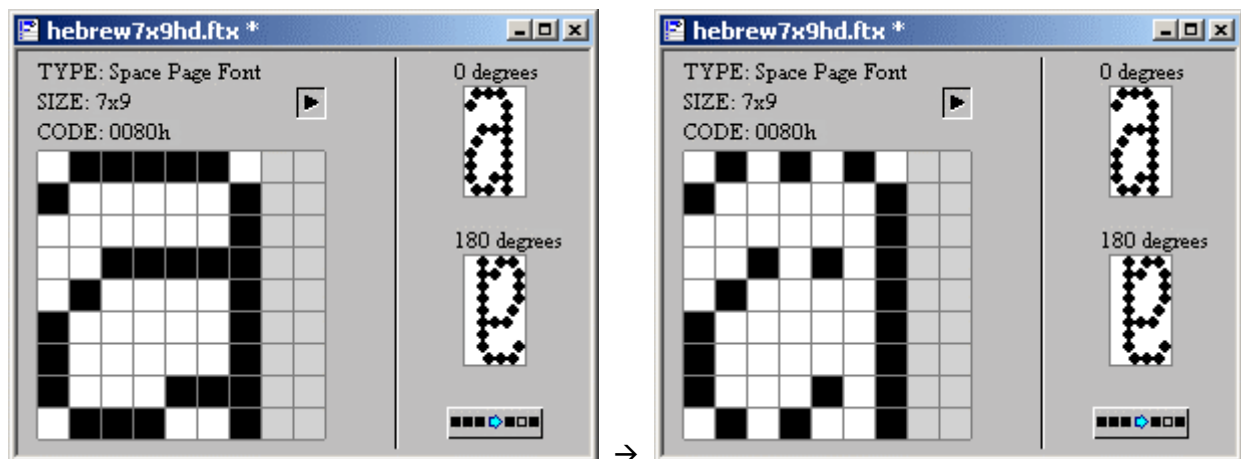 hebrew7x9hd.ftx *
TYPE: Space Page Font
SIZE: 7x9
CODE: 0080h
0 degrees
180 degrees
→
hebrew7x9hd.ftx *
TYPE: Space Page Font
SIZE: 7x9
CODE: 0080h
0 degrees
180 degrees